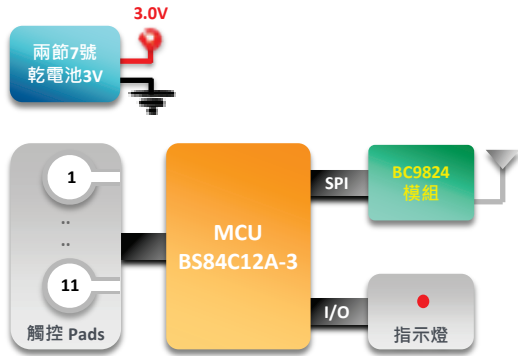 3.0V
兩節7號
乾電池3V
1
..
..
11
觸控 Pads
MCU
BS84C12A-3
SPI
BC9824
模組
I/O
指示燈